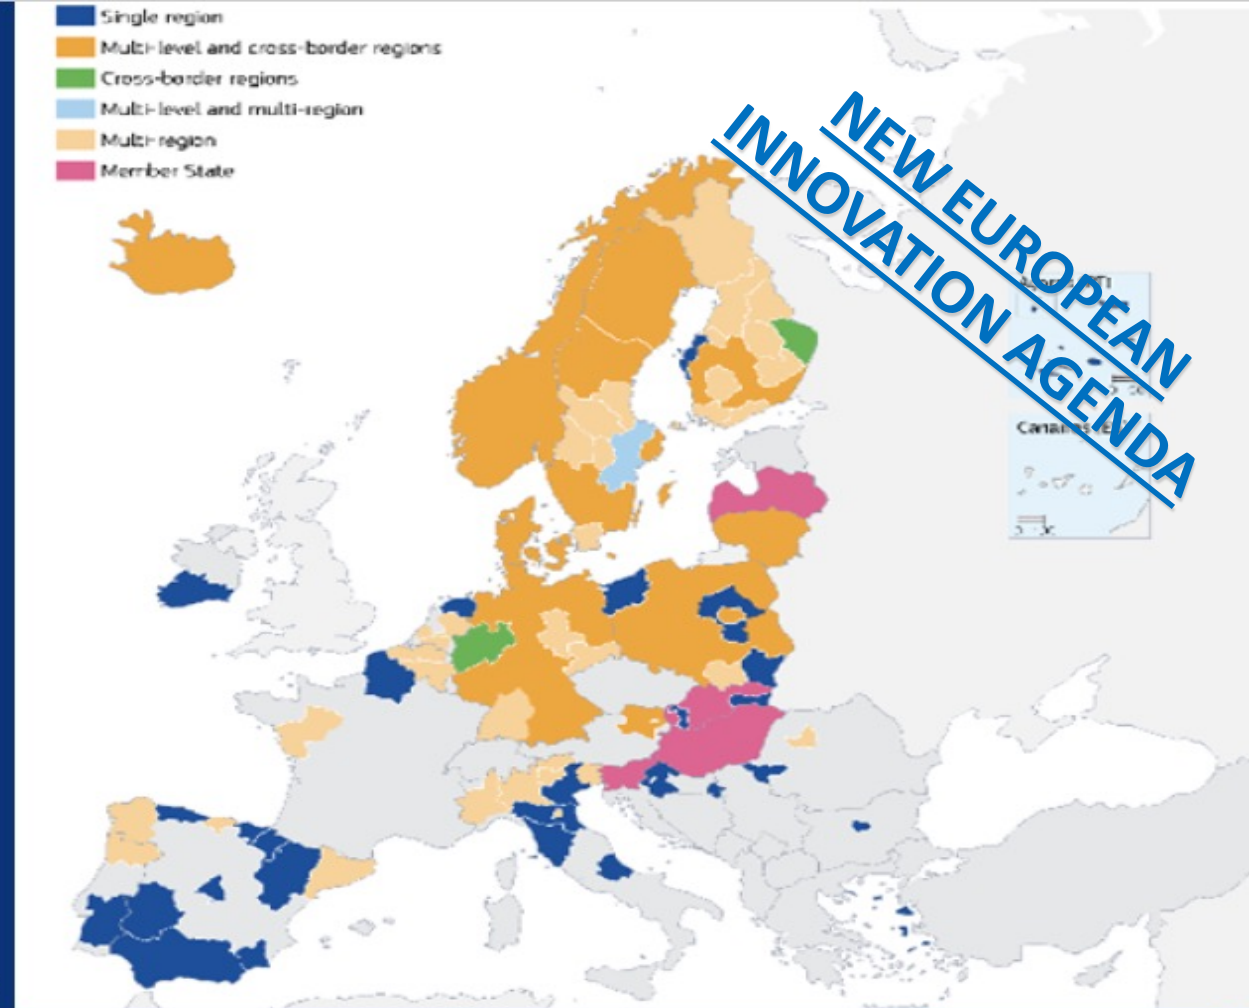 Single region
Multi-level and cross-border regions
Cross-border regions
Multi-level and multi-region
Multi-region
Member State
NEW EUROPEAN
INNOVATION AGENDA